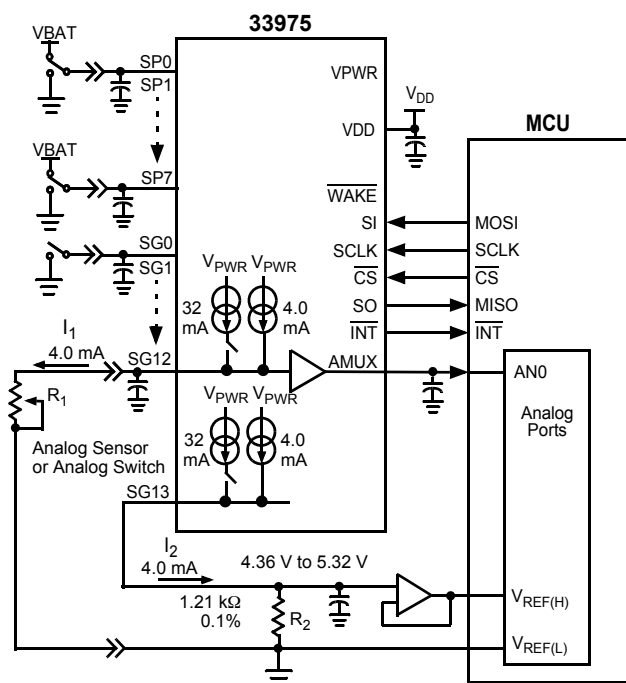 33975
VBAT
SP0
SP1
VPWR
VDD
VDD
MCU
VBAT
SP7
WAKE
SI
MOSI
SG0
SG1
SCLK
SCLK
CS
CS
VPWR VPWR
SO
MISO
32
mA
4.0
mA
INT
INT
I1
4.0 mA
SG12
AMUX
AN0
R1
VPWR VPWR
Analog
Ports
Analog Sensor
or Analog Switch
32
mA
4.0
mA
SG13
I2
4.0 mA
4.36 V to 5.32 V
1.21 kΩ
0.1%
R2
VREF(H)
VREF(L)